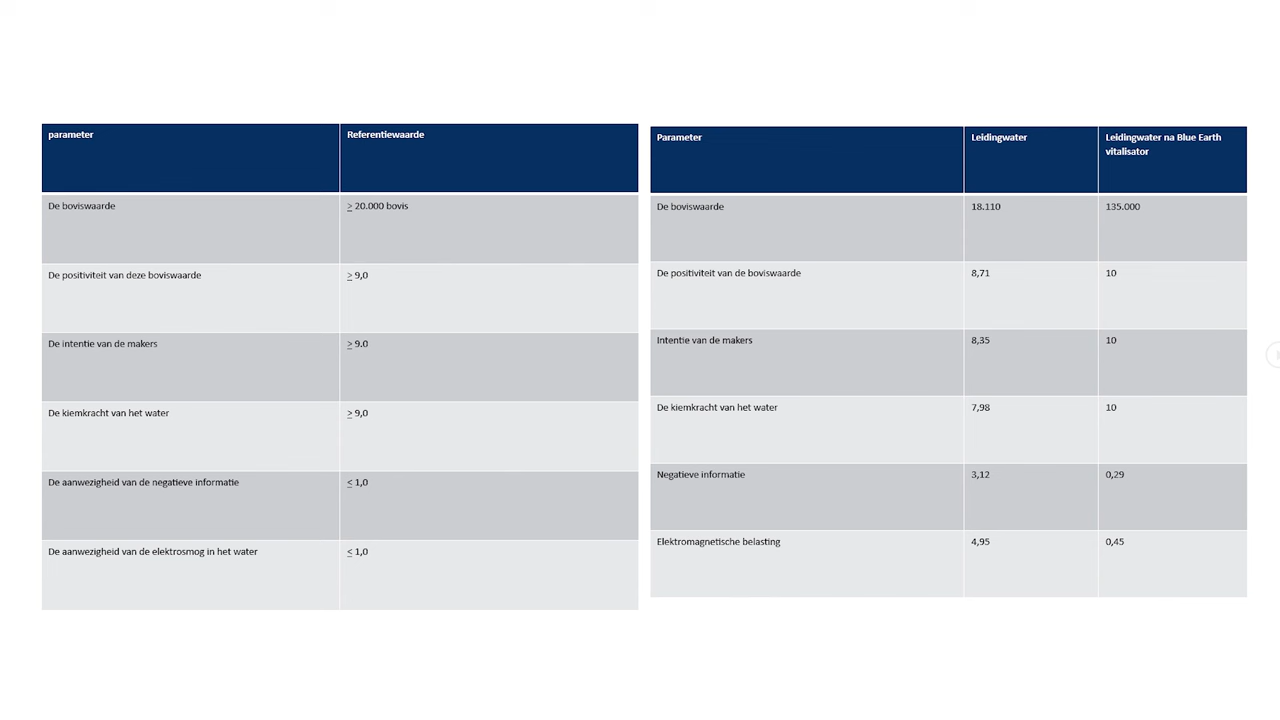 parameter Referentiewaarde
De boviswaarde ≥ 20.000 bovis
De positiviteit van deze boviswaarde ≥ 9,0
De intentie van de makers ≥ 9.0
De kiemkracht van het water ≥ 9,0
De aanwezigheid van de negatieve informatie ≤ 1,0
De aanwezigheid van de elektrosmog in het water ≤ 1,0
Parameter Leidingwater Leidingwater na Blue Earth
vitalisator
De boviswaarde 18.110 135.000
De positiviteit van de boviswaarde 8,71 10
Intentie van de makers 8,35 10
De kiemkracht van het water 7,98 10
Negatieve informatie 3,12 0,29
Elektromagnetische belasting 4,95 0,45